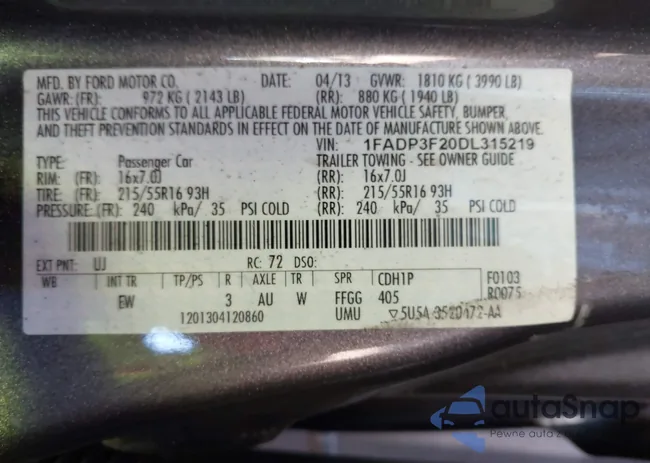 MFD. BY FORD MOTOR CO. DATE: 04/13 GVWR: 1810 KG ( 3990 LB)
GAWR: (FR): 972 KG ( 2143 LB) (RR): 880 KG ( 1940 LB)
THIS VEHICLE CONFORMS TO ALL APPLICABLE FEDERAL MOTOR VEHICLE SAFETY, BUMPER,
AND THEFT PREVENTION STANDARDS IN EFFECT ON THE DATE OF MANUFACTURE SHOWN ABOVE.
VIN: 1FADP3F20DL315219
TYPE: Passenger Car TRAILER TOWING - SEE OWNER GUIDE
RIM: (FR): 16x7.0J (RR): 16x7.0J
TIRE: (FR): 215/55R16 93H (RR): 215/55R16 93H
PRESSURE: (FR): 240 kPa/ 35 PSI COLD (RR): 240 kPa/ 35 PSI COLD
EXT PNT: UJ RC: 72 DSO:
WB INT TR TP/PS R AXLE TR SPR CDH1P F0103
EW 3 AU W FFGG 405 R0075
1201304120860 UMU ▽5U5A-3520472-AA
autoSnap
Pewne auto z